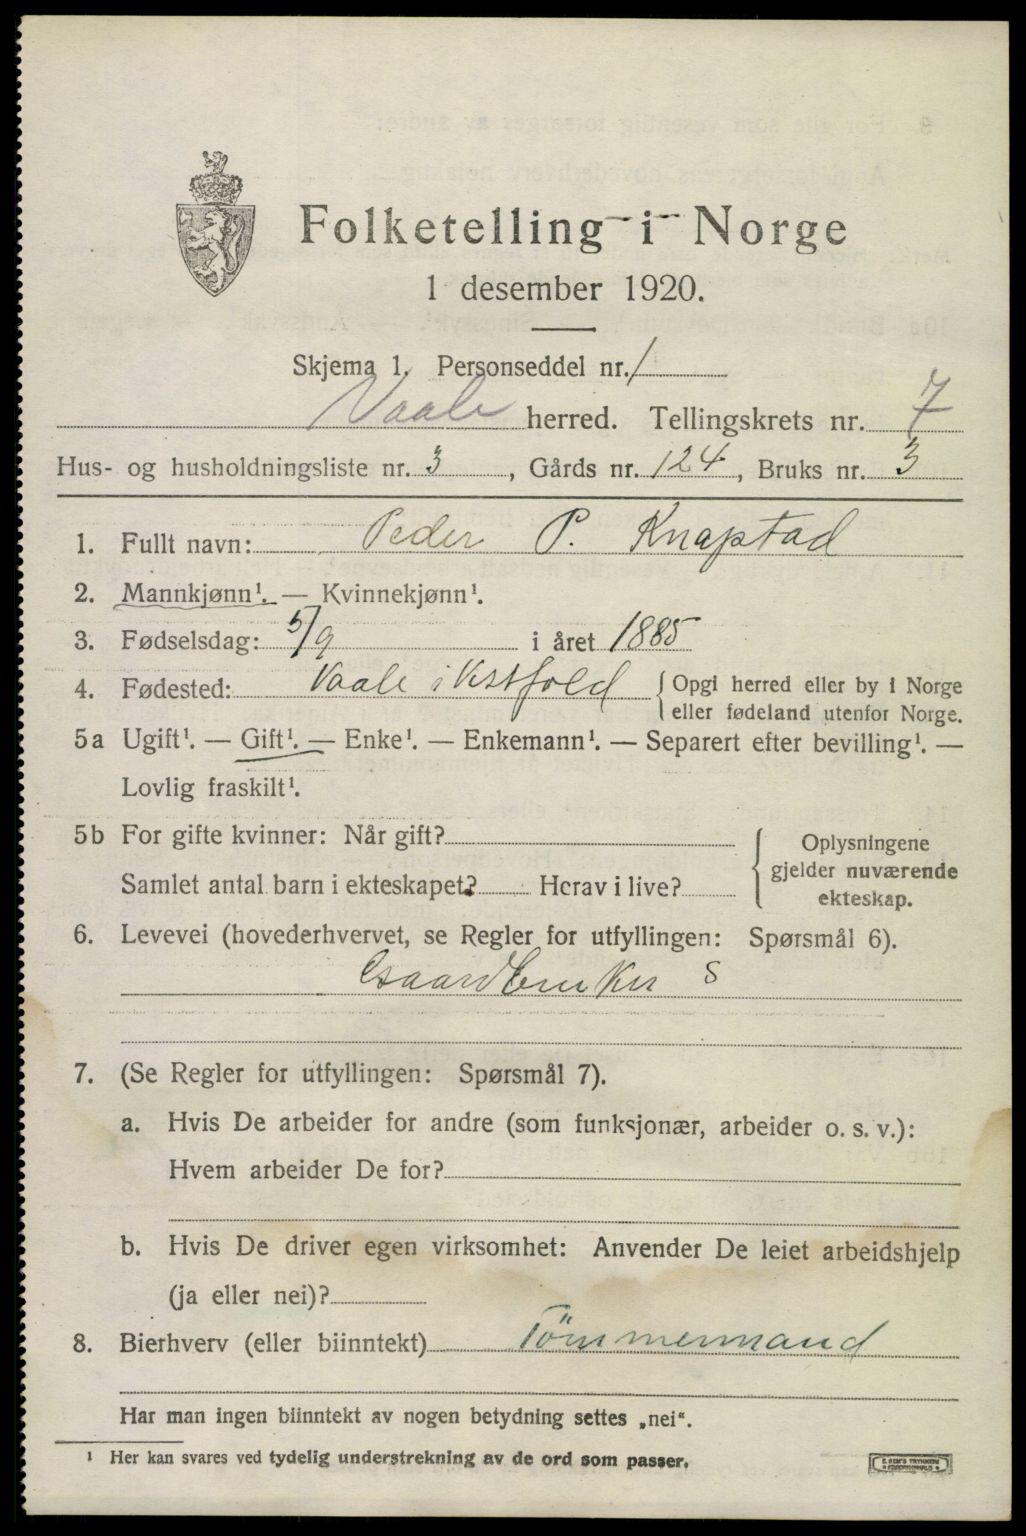 Folketelling i Norge
1 desember 1920.
Skjema 1. Personseddel nr. 1
Vaale herred. Tellingskrets nr. 7
Hus- og husholdningsliste nr. 3, Gårds nr. 124, Bruks nr. 3
1. Fullt navn: Peder P. Knapstad
2. Mannkjønn¹. — Kvinnekjønn¹.
3. Fødselsdag: 5/9 i året 1885
4. Fødested: Vaale i Vestfold { Opgi herred eller by i Norge
eller fødeland utenfor Norge.
5a Ugift¹. — Gift¹. — Enke¹. — Enkemann¹. — Separert efter bevilling¹. —
Lovlig fraskilt¹.
5b For gifte kvinner: Når gift?
Samlet antal barn i ekteskapet? Herav i live?
{ Oplysningene
gjelder nuværende
ekteskap.
6. Levevei (hovederhvervet, se Regler for utfyllingen: Spørsmål 6).
Gaardbruker S
7. (Se Regler for utfyllingen: Spørsmål 7).
a. Hvis De arbeider for andre (som funksjonær, arbeider o. s. v.):
Hvem arbeider De for?
b. Hvis De driver egen virksomhet: Anvender De leiet arbeidshjelp
(ja eller nei)?
8. Bierhverv (eller biinntekt) Tömmermand
Har man ingen biinntekt av nogen betydning settes „nei“.
¹ Her kan svares ved tydelig understrekning av de ord som passer.